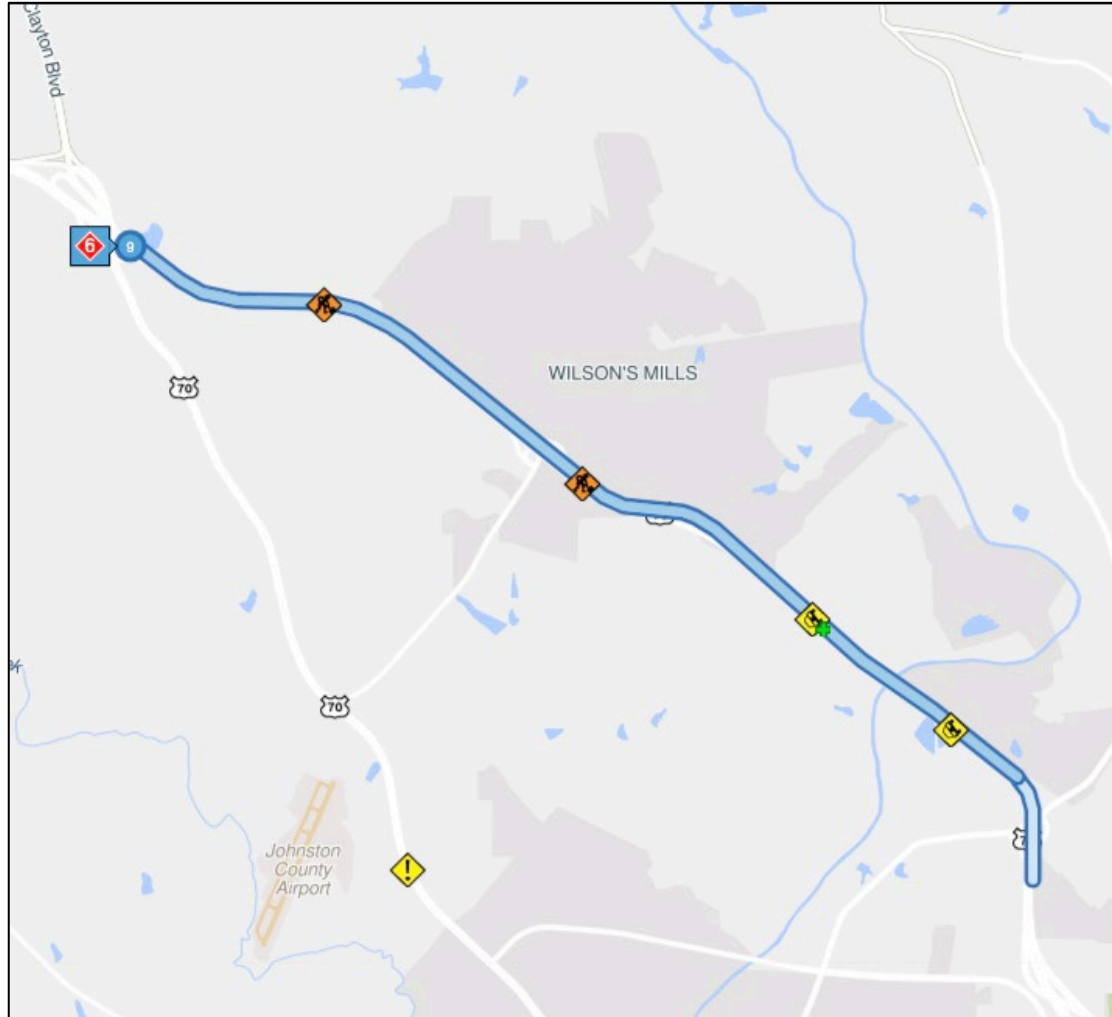 Clayton Blvd
6
9
70
WILSON'S MILLS
70
!
Johnston
County
Airport